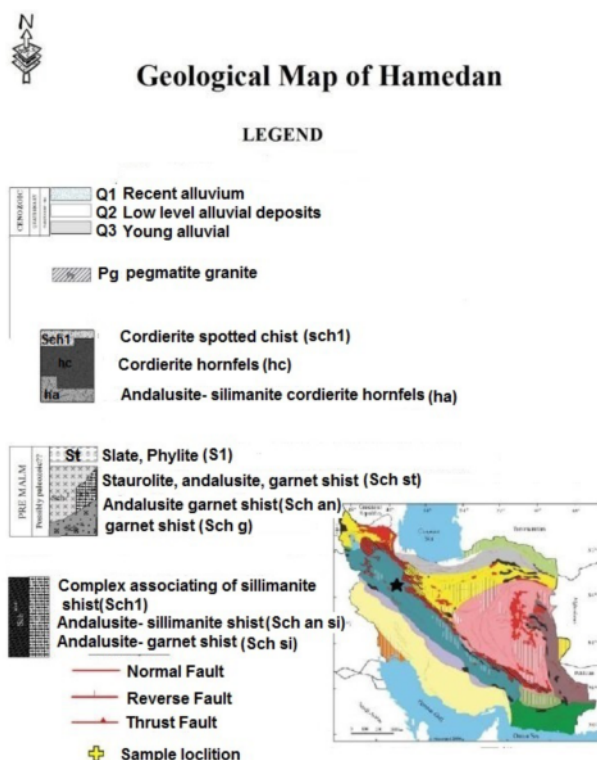 N
Geological Map of Hamedan
LEGEND
CENOZOIC
Q1 Recent alluvium
Q2 Low level alluvial deposits
Q3 Young alluvial
Pg pegmatite granite
Sch1
Cordierite spotted chist (sch1)
hc
Cordierite hornfels (hc)
ha
Andalusite- silimanite cordierite hornfels (ha)
PRE MALM
Possibly paleozoic??
St
Slate, Phylite (S1)
Staurolite, andalusite, garnet shist (Sch st)
Andalusite garnet shist(Sch an)
garnet shist (Sch g)
Complex associating of sillimanite
shist(Sch1)
Andalusite- sillimanite shist(Sch an si)
Andalusite- garnet shist (Sch si)
Normal Fault
Reverse Fault
Thrust Fault
Sample loclition